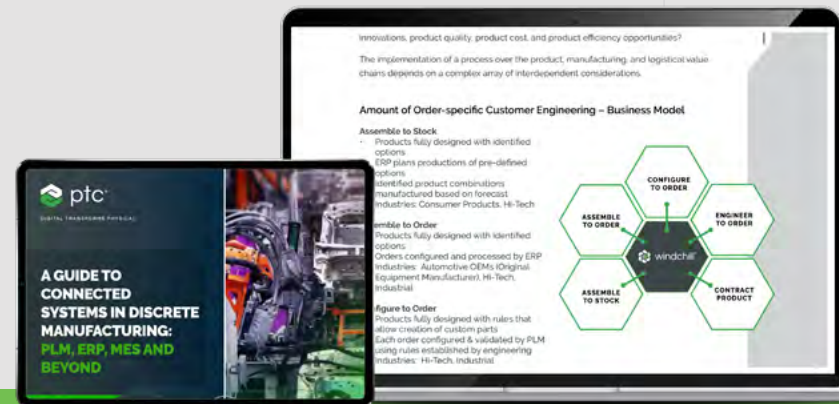 innovations, product quality, product cost, and product efficiency opportunities?
The implementation of a process over the product, manufacturing, and logistical value
chains depends on a complex array of interdependent considerations.
Amount of Order-specific Customer Engineering – Business Model
Assemble to Stock
- Products fully designed with identified
options
ERP plans productions of pre-defined
options
Identified product combinations
manufactured based on forecast
Industries: Consumer Products, Hi-Tech
emble to Order
Products fully designed with identified
options
Orders configured and processed by ERP
Industries: Automotive OEMs (Original
Equipment Manufacturer), Hi-Tech,
Industrial
figure to Order
Products fully designed with rules that
allow creation of custom parts
Each order configured & validated by PLM
using rules established by engineering
Industries: Hi-Tech, Industrial
CONFIGURE
TO ORDER
ASSEMBLE
TO ORDER
ENGINEER
TO ORDER
windchill
ASSEMBLE
TO STOCK
CONTRACT
PRODUCT
ptc
DIGITAL TRANSFORMS PHYSICAL
A GUIDE TO
CONNECTED
SYSTEMS IN DISCRETE
MANUFACTURING:
PLM, ERP, MES AND
BEYOND